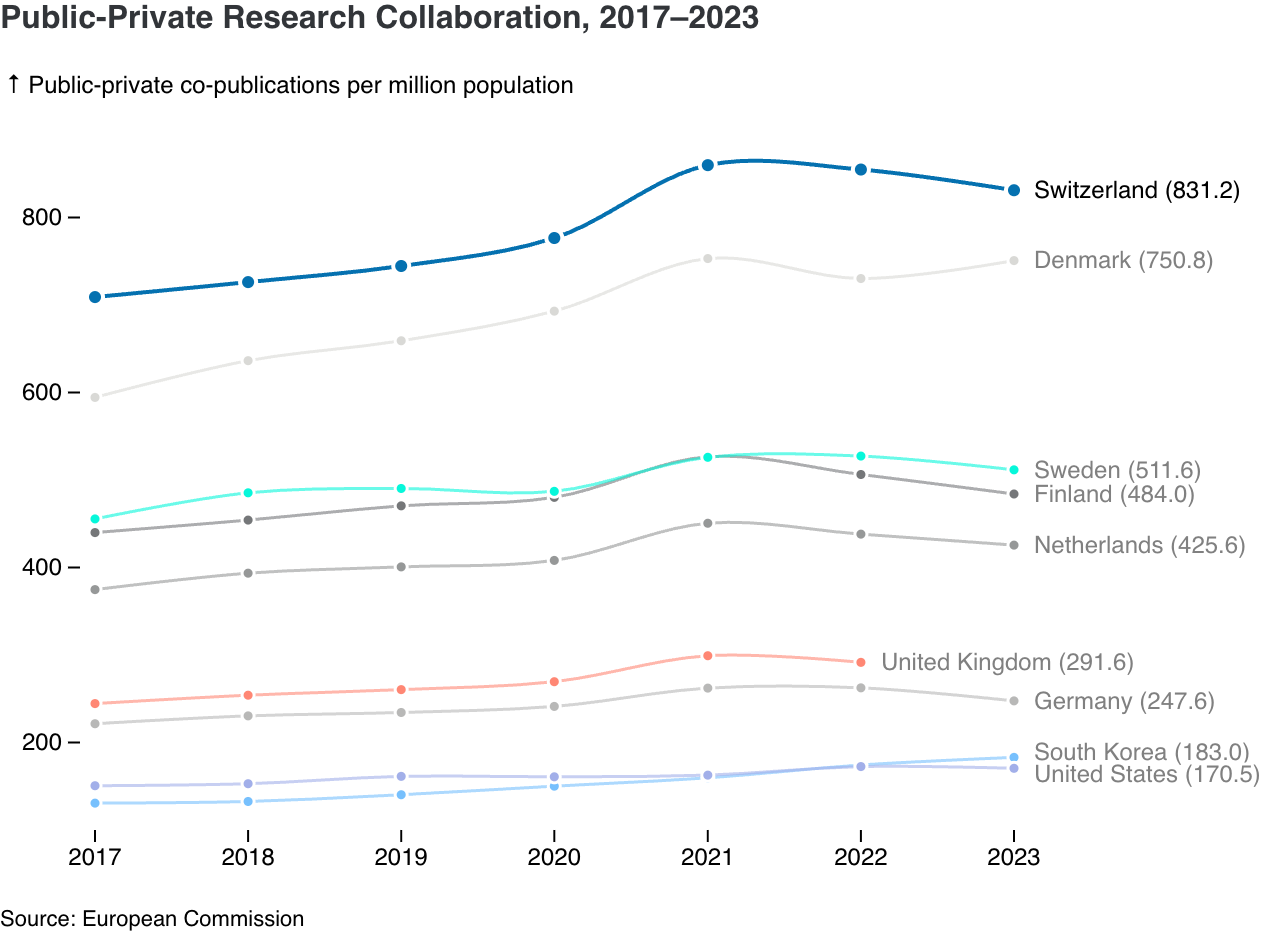 Public-Private Research Collaboration, 2017–2023
↑ Public-private co-publications per million population
800
600
400
200
Switzerland (831.2)
Denmark (750.8)
Sweden (511.6)
Finland (484.0)
Netherlands (425.6)
United Kingdom (291.6)
Germany (247.6)
South Korea (183.0)
United States (170.5)
2017 2018 2019 2020 2021 2022 2023
Source: European Commission